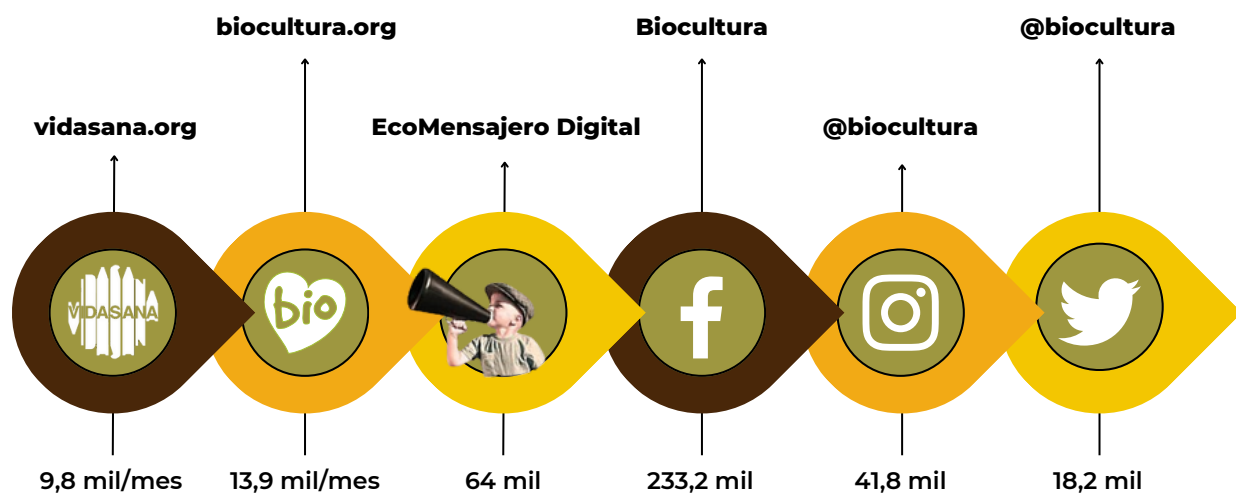 biocultura.org
Biocultura
@biocultura
vidasana.org
EcoMensajero Digital
@biocultura
VIDASANA
bio
9,8 mil/mes
13,9 mil/mes
64 mil
233,2 mil
41,8 mil
18,2 mil